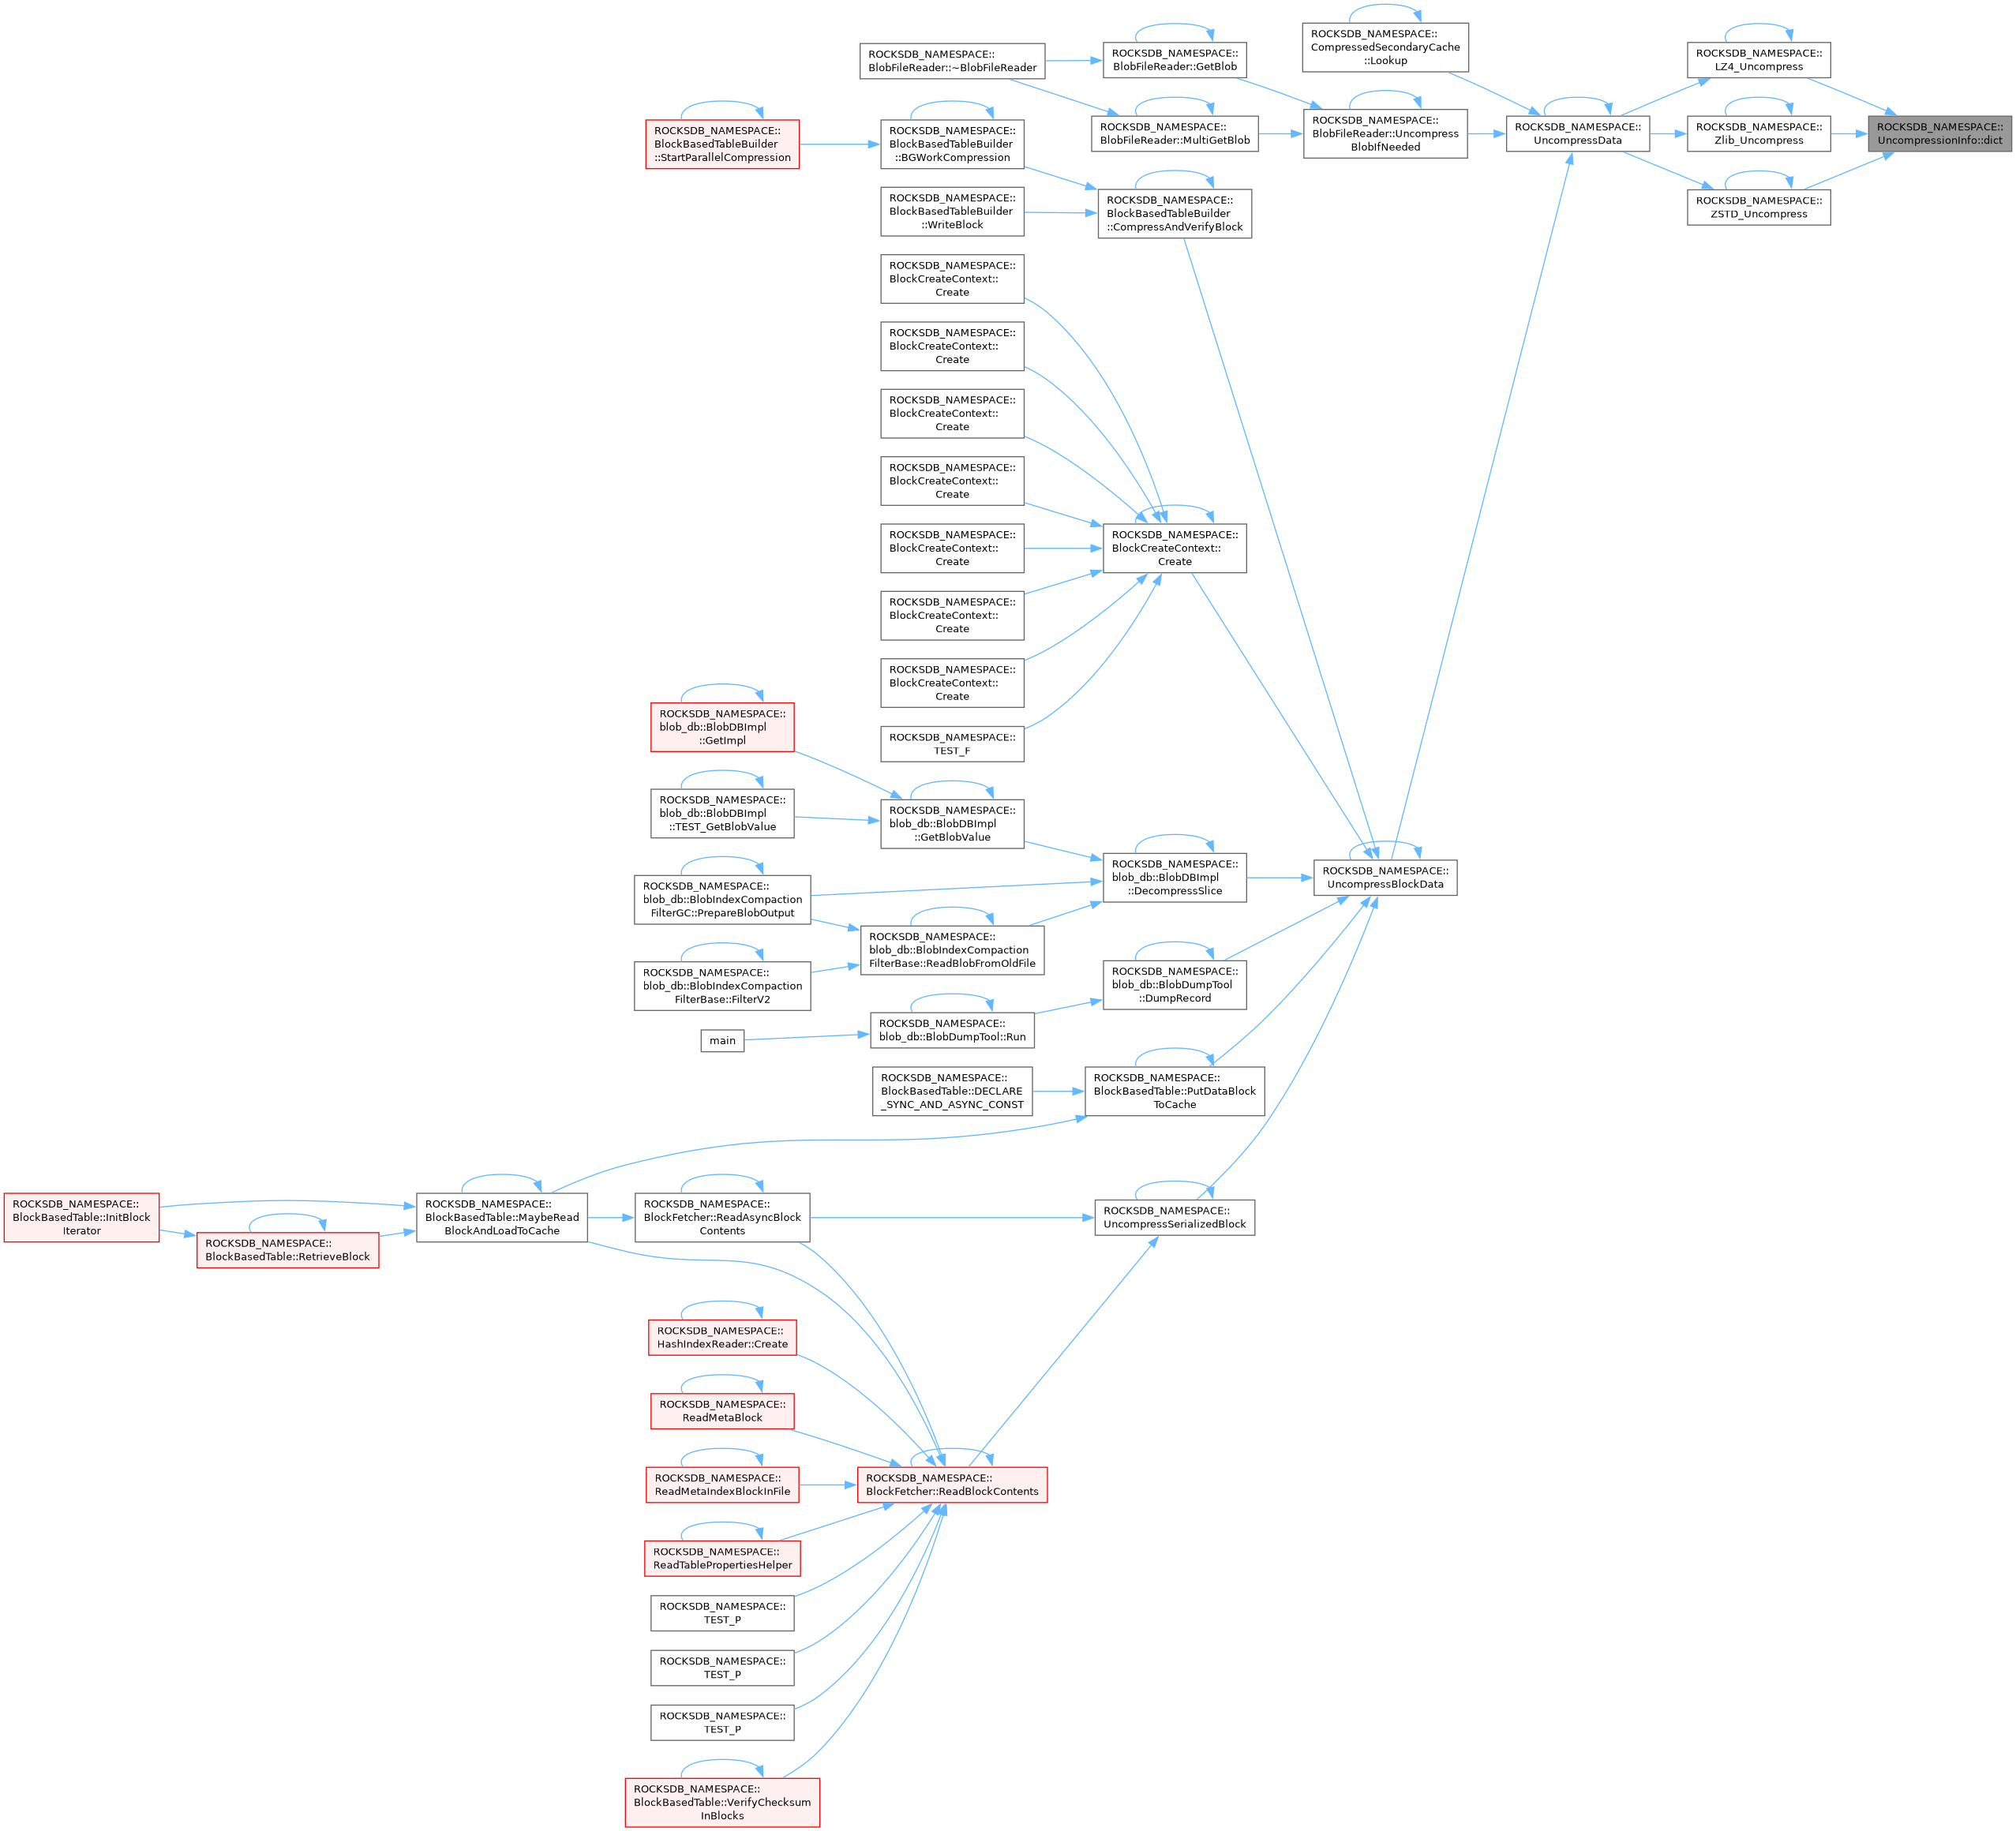 ROCKSDB_NAMESPACE::
CompressedSecondaryCache
::Lookup
ROCKSDB_NAMESPACE::
BlobFileReader::~BlobFileReader
ROCKSDB_NAMESPACE::
BlobFileReader::GetBlob
ROCKSDB_NAMESPACE::
LZ4_Uncompress
ROCKSDB_NAMESPACE::
BlockBasedTableBuilder
::StartParallelCompression
ROCKSDB_NAMESPACE::
BlockBasedTableBuilder
::BGWorkCompression
ROCKSDB_NAMESPACE::
BlobFileReader::MultiGetBlob
ROCKSDB_NAMESPACE::
BlobFileReader::Uncompress
BlobIfNeeded
ROCKSDB_NAMESPACE::
UncompressData
ROCKSDB_NAMESPACE::
Zlib_Uncompress
ROCKSDB_NAMESPACE::
UncompressionInfo::dict
ROCKSDB_NAMESPACE::
BlockBasedTableBuilder
::WriteBlock
ROCKSDB_NAMESPACE::
BlockBasedTableBuilder
::CompressAndVerifyBlock
ROCKSDB_NAMESPACE::
ZSTD_Uncompress
ROCKSDB_NAMESPACE::
BlockCreateContext::
Create
ROCKSDB_NAMESPACE::
BlockCreateContext::
Create
ROCKSDB_NAMESPACE::
BlockCreateContext::
Create
ROCKSDB_NAMESPACE::
BlockCreateContext::
Create
ROCKSDB_NAMESPACE::
BlockCreateContext::
Create
ROCKSDB_NAMESPACE::
BlockCreateContext::
Create
ROCKSDB_NAMESPACE::
BlockCreateContext::
Create
ROCKSDB_NAMESPACE::
BlockCreateContext::
Create
ROCKSDB_NAMESPACE::
TEST_F
ROCKSDB_NAMESPACE::
blob_db::BlobDBImpl
::GetImpl
ROCKSDB_NAMESPACE::
blob_db::BlobDBImpl
::TEST_GetBlobValue
ROCKSDB_NAMESPACE::
blob_db::BlobDBImpl
::GetBlobValue
ROCKSDB_NAMESPACE::
blob_db::BlobDBImpl
::DecompressSlice
ROCKSDB_NAMESPACE::
UncompressBlockData
ROCKSDB_NAMESPACE::
blob_db::BlobIndexCompaction
FilterGC::PrepareBlobOutput
ROCKSDB_NAMESPACE::
blob_db::BlobIndexCompaction
FilterBase::ReadBlobFromOldFile
ROCKSDB_NAMESPACE::
blob_db::BlobIndexCompaction
FilterBase::FilterV2
ROCKSDB_NAMESPACE::
blob_db::BlobDumpTool
::DumpRecord
main
ROCKSDB_NAMESPACE::
blob_db::BlobDumpTool::Run
ROCKSDB_NAMESPACE::
BlockBasedTable::DECLARE
_SYNC_AND_ASYNC_CONST
ROCKSDB_NAMESPACE::
BlockBasedTable::PutDataBlock
ToCache
ROCKSDB_NAMESPACE::
BlockBasedTable::InitBlock
Iterator
ROCKSDB_NAMESPACE::
BlockBasedTable::RetrieveBlock
ROCKSDB_NAMESPACE::
BlockBasedTable::MaybeRead
BlockAndLoadToCache
ROCKSDB_NAMESPACE::
BlockFetcher::ReadAsyncBlock
Contents
ROCKSDB_NAMESPACE::
UncompressSerializedBlock
ROCKSDB_NAMESPACE::
HashIndexReader::Create
ROCKSDB_NAMESPACE::
ReadMetaBlock
ROCKSDB_NAMESPACE::
ReadMetaIndexBlockInFile
ROCKSDB_NAMESPACE::
BlockFetcher::ReadBlockContents
ROCKSDB_NAMESPACE::
ReadTablePropertiesHelper
ROCKSDB_NAMESPACE::
TEST_P
ROCKSDB_NAMESPACE::
TEST_P
ROCKSDB_NAMESPACE::
TEST_P
ROCKSDB_NAMESPACE::
BlockBasedTable::VerifyChecksum
InBlocks